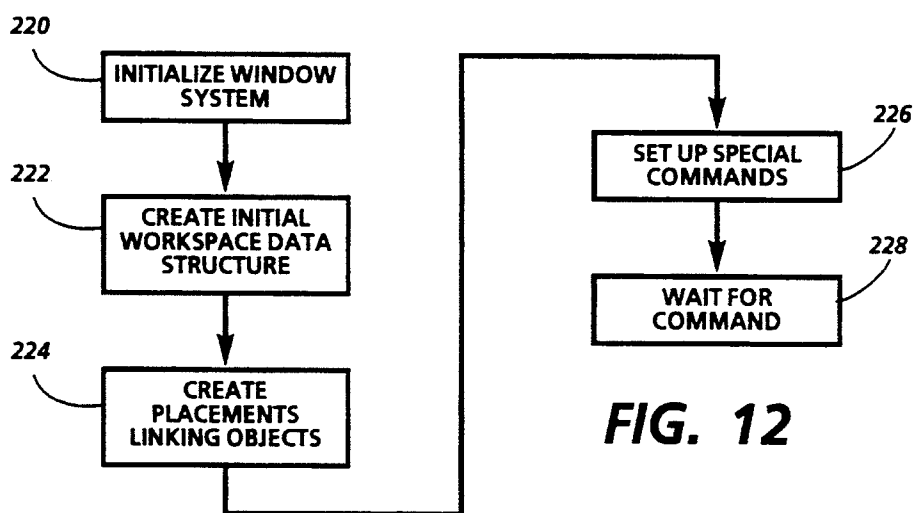 220
INITIALIZE WINDOW
SYSTEM
222
CREATE INITIAL
WORKSPACE DATA
STRUCTURE
224
CREATE
PLACEMENTS
LINKING OBJECTS
226
SET UP SPECIAL
COMMANDS
228
WAIT FOR
COMMAND
FIG. 12